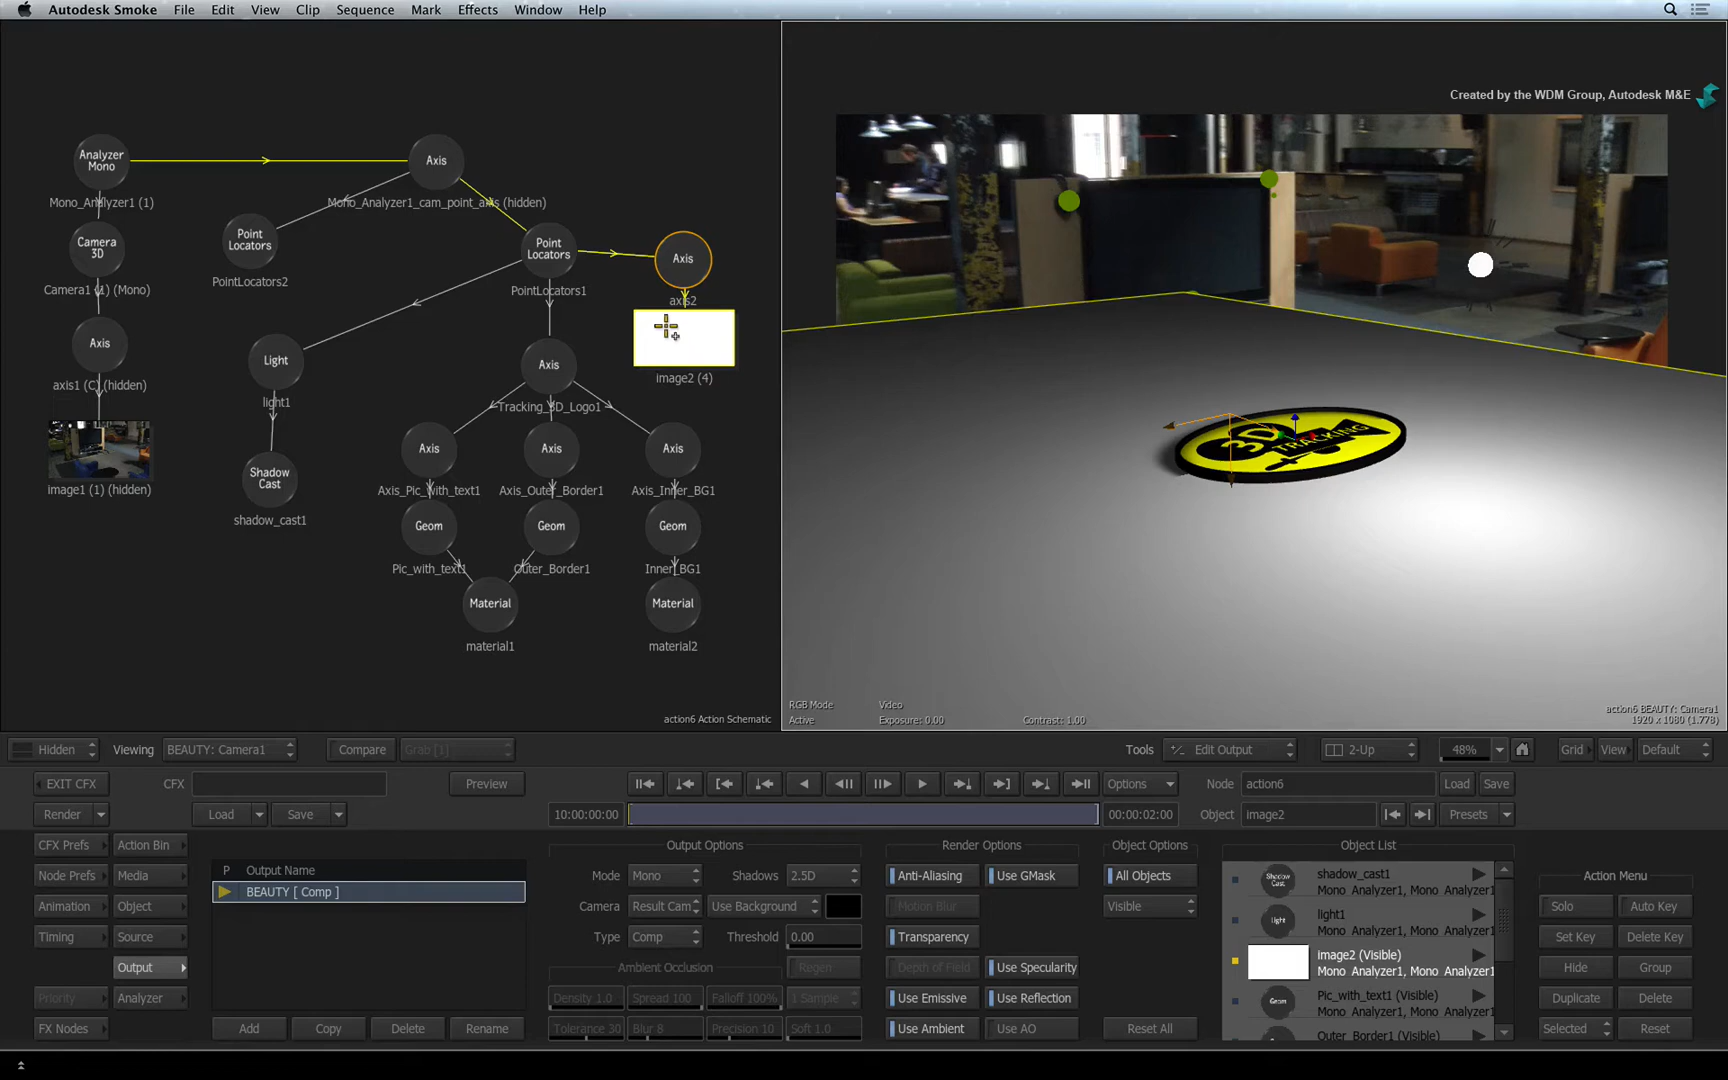 Autodesk Smoke File Edit View Clip Sequence Mark Effects Window Help
Created by the WDM Group, Autodesk M&E
Analyzer
Mono
Mono_Analyzer1 (1)
Axis
Mono_Analyzer1_cam_point_axis (hidden)
Camera
3D
Camera1 (1) (Mono)
Point
Locators
PointLocators2
Point
Locators
PointLocators1
Axis
axis2
image2 (4)
Axis
axis1 (C) (hidden)
image1 (1) (hidden)
Light
light1
Shadow
Cast
shadow_cast1
Axis
Tracking_3D_Logo1
Axis
Axis_Pic_with_text1
Axis
Axis_Outer_Border1
Axis
Axis_Inner_BG1
Geom
Pic_with_text1
Geom
Outer_Border1
Geom
Inner_BG1
Material
material1
Material
material2
3D
TRACKING
action6 Action Schematic
RGB Mode Video
Active Exposure: 0.00 Contrast: 1.00
action6 BEAUTY: Camera1
1920 x 1080 (1.778)
Hidden Viewing BEAUTY: Camera1 Compare Grab [1] Tools Edit Output 2-Up 48% Grid View Default
EXIT CFX CFX Preview Options Node action6 Load Save
Render Load Save 10:00:00:00 00:00:02:00 Object image2 Presets
CFX Prefs Action Bin
Node Prefs Media
Animation Object
Timing Source
Output
Priority Analyzer
FX Nodes
P Output Name
BEAUTY [ Comp ]
Add Copy Delete Rename
Output Options
Mode Mono Shadows 2.5D
Camera Result Cam Use Background
Type Comp Threshold 0.00
Ambient Occlusion Regen
Density 1.0 Spread 100 Falloff 100% 1 Sample
Tolerance 30 Blur 8 Precision 10 Soft 1.0
Render Options
Anti-Aliasing Use GMask
Motion Blur
Transparency
Depth of Field Use Specularity
Use Emissive Use Reflection
Use Ambient Use AO
Object Options
All Objects
Visible
Reset All
Object List
Shadow
Cast
shadow_cast1
Mono Analyzer1, Mono Analyzer1
Light
light1
Mono Analyzer1, Mono Analyzer1
image2 (Visible)
Mono Analyzer1, Mono Analyzer1
Geom
Pic_with_text1 (Visible)
Mono Analyzer1, Mono Analyzer1
Outer_Border1 (Visible)
Action Menu
Solo Auto Key
Set Key Delete Key
Hide Group
Duplicate Delete
Selected Reset